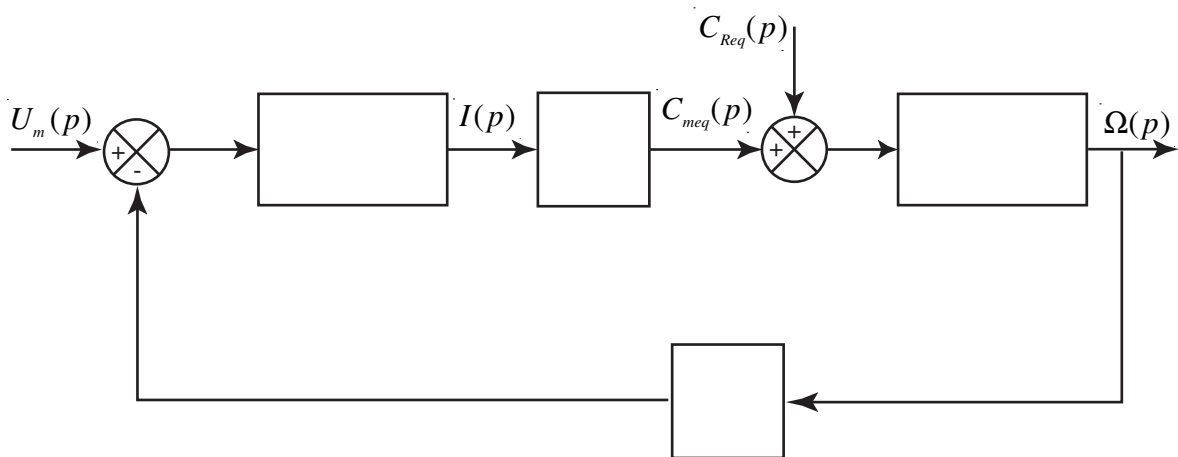 C_Req(p)
U_m(p)
+
-
I(p)
C_meq(p)
+
+
Ω(p)